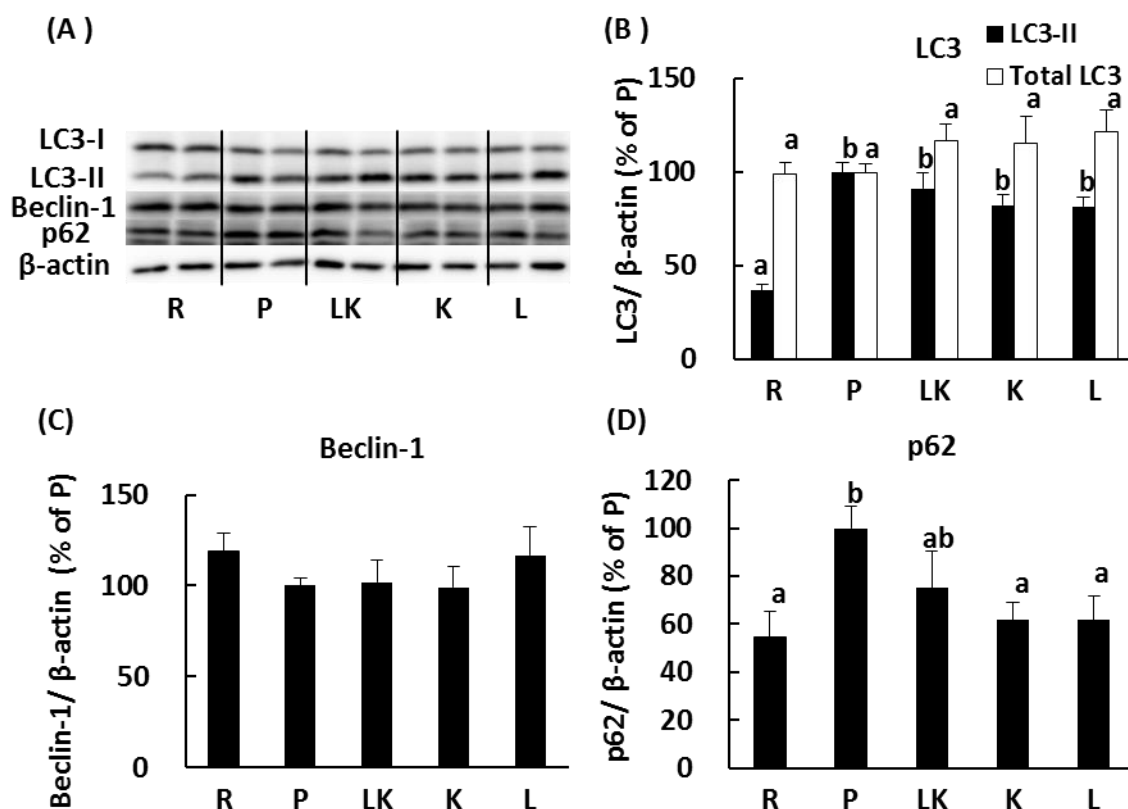 (A )
LC3-I
LC3-II
Beclin-1
p62
β-actin
R P LK K L
(B)
LC3
LC3-II
Total LC3
LC3/ β-actin (% of P)
150
100
50
0
a a b a b a b a b a
R P LK K L
(C)
Beclin-1
Beclin-1/ β-actin (% of P)
150
100
50
0
R P LK K L
(D)
p62
p62/ β-actin (% of P)
120
100
80
60
40
20
0
a b ab a a
R P LK K L